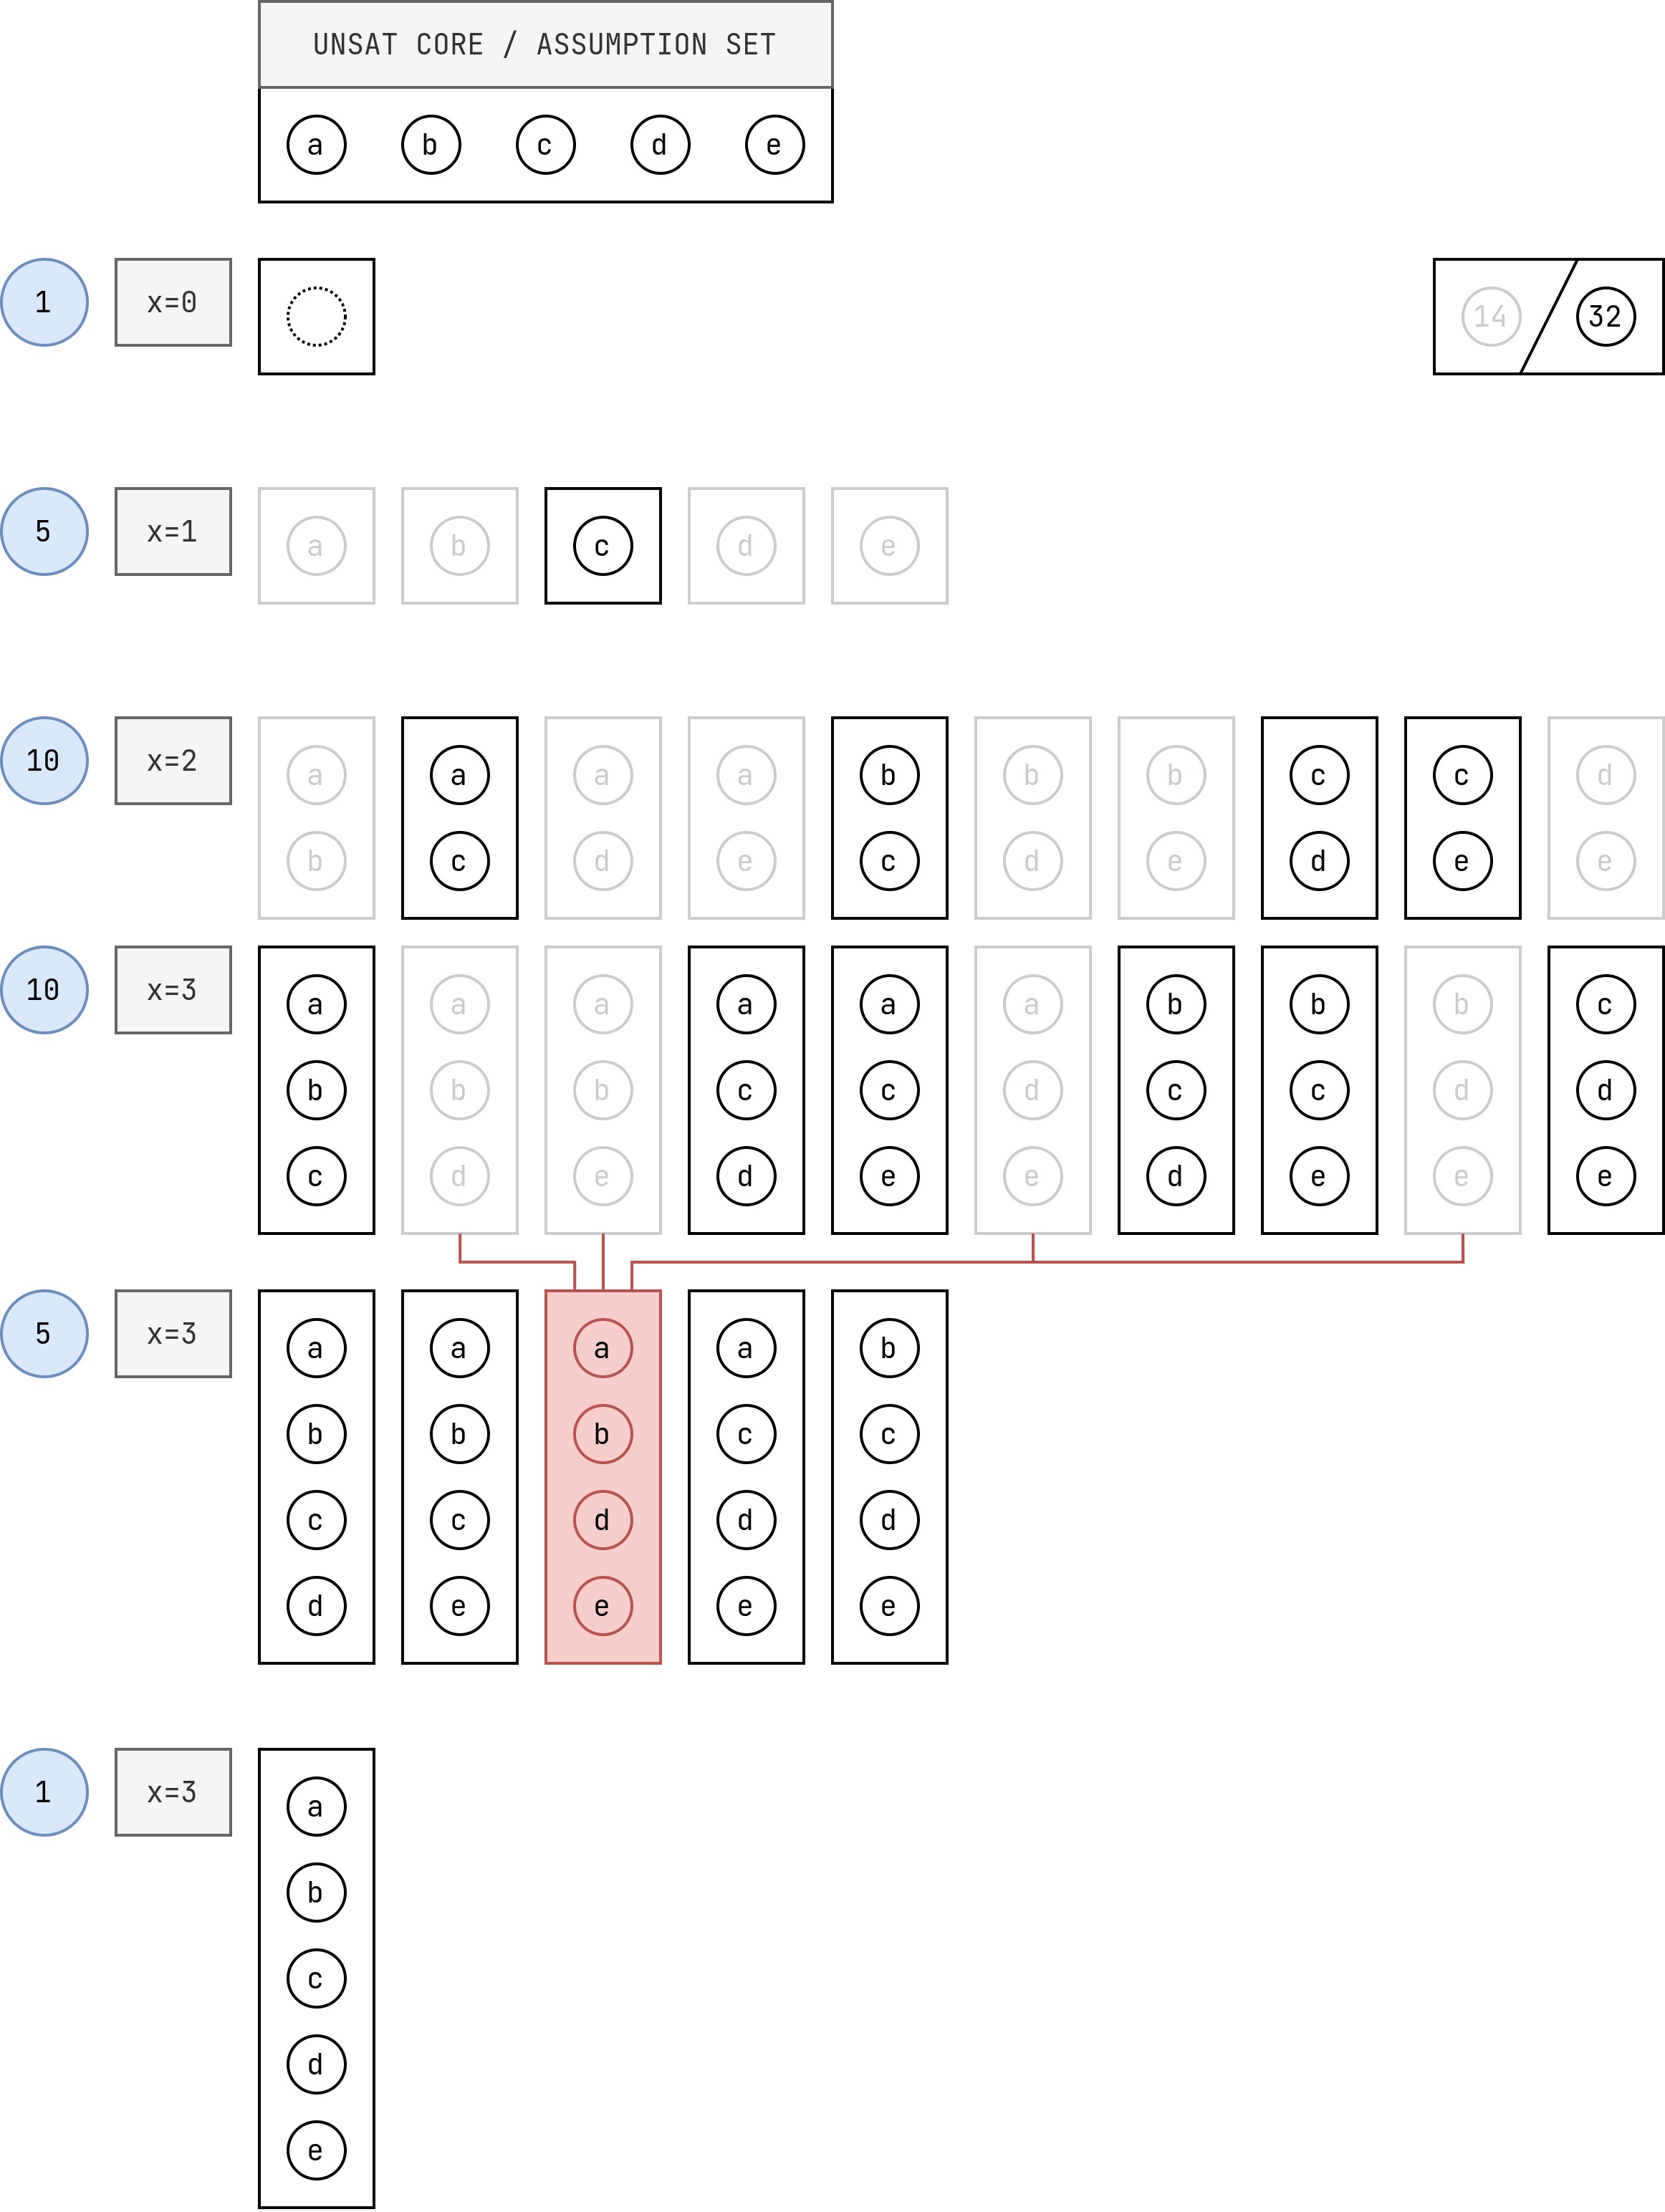 UNSAT CORE / ASSUMPTION SET
a b c d e
1 x=0 14 32
5 x=1 a b c d e
10 x=2 a a a a b b b c c d
b c d e c d e d e e
10 x=3 a a a a a a b b b c
b b b c c d c c d d
c d e d e e d e e e
5 x=3 a a a a b
b b b c c
c c d d d
d e e e e
1 x=3 a
b
c
d
e